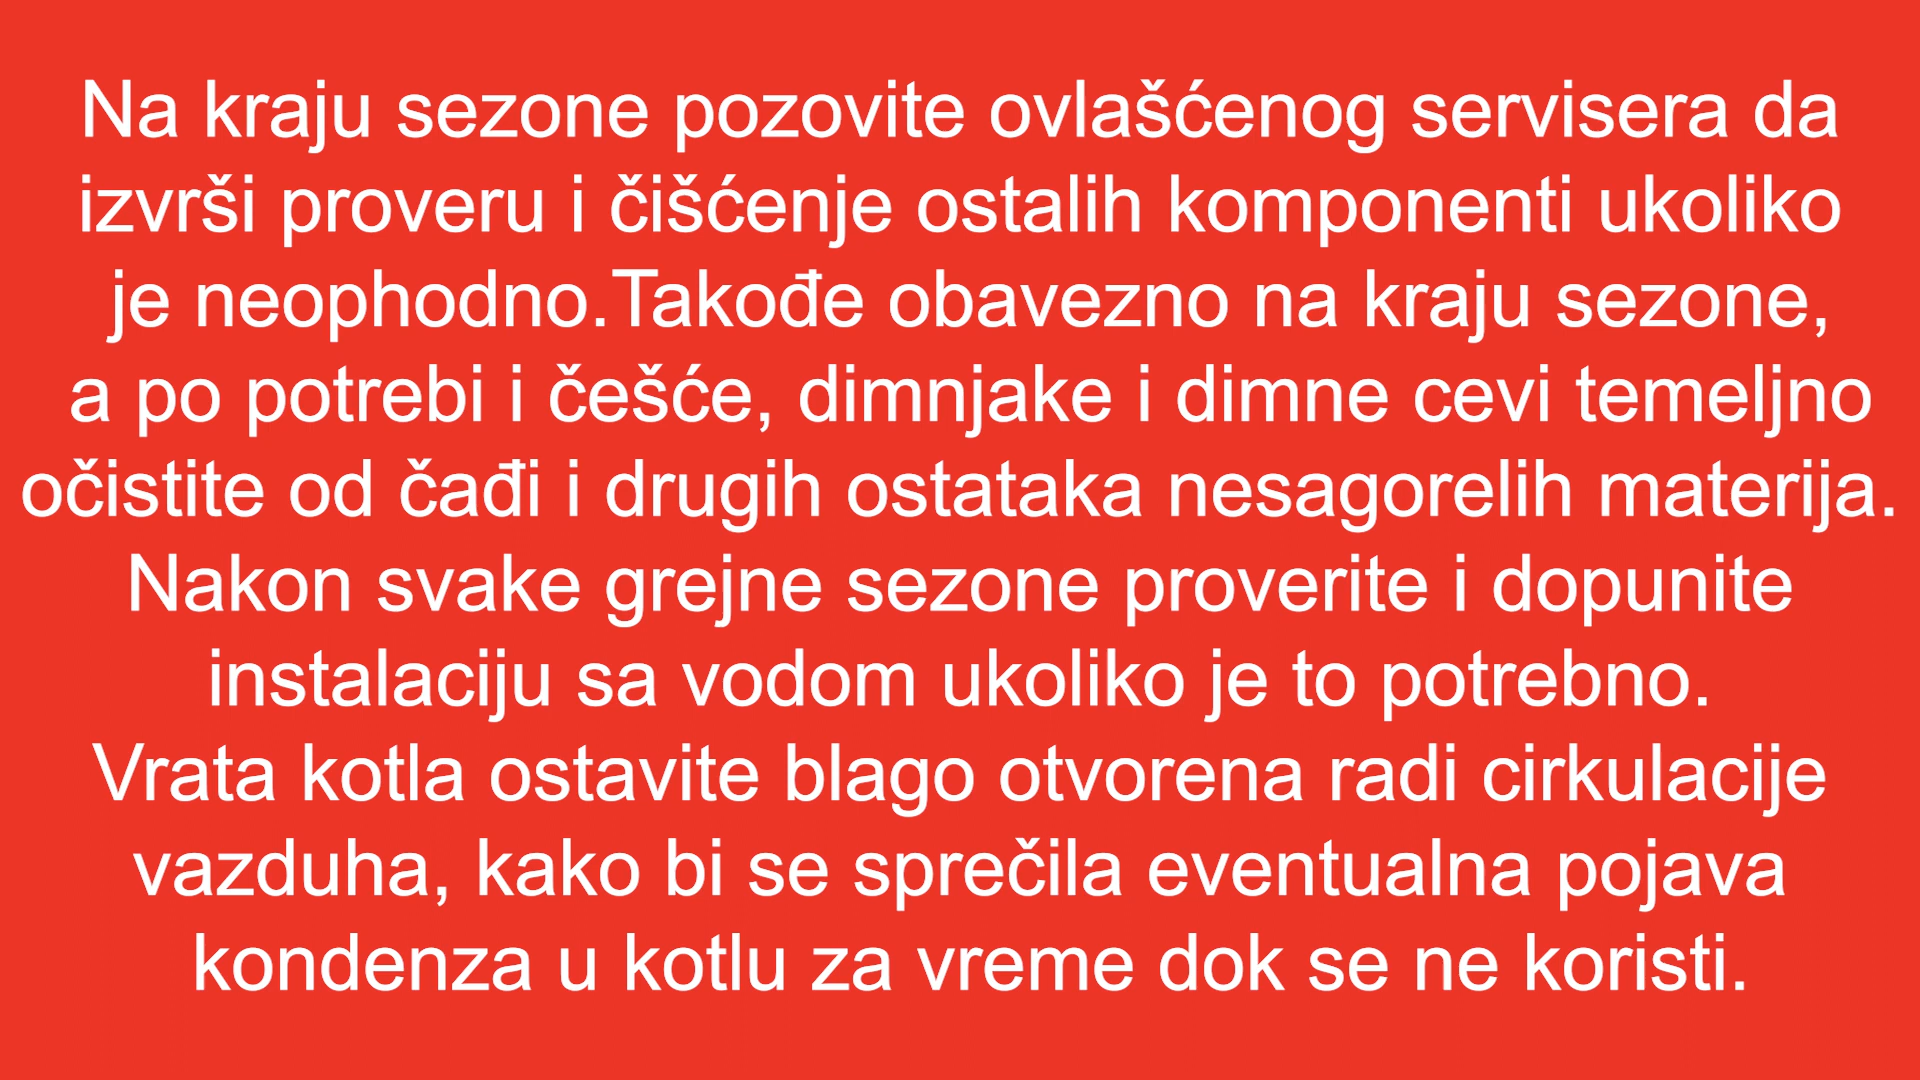 Na kraju sezone pozovite ovlašćenog servisera da
izvrši proveru i čišćenje ostalih komponenti ukoliko
je neophodno.Takođe obavezno na kraju sezone,
a po potrebi i češće, dimnjake i dimne cevi temeljno
očistite od čađi i drugih ostataka nesagorelih materija.
Nakon svake grejne sezone proverite i dopunite
instalaciju sa vodom ukoliko je to potrebno.
Vrata kotla ostavite blago otvorena radi cirkulacije
vazduha, kako bi se sprečila eventualna pojava
kondenza u kotlu za vreme dok se ne koristi.